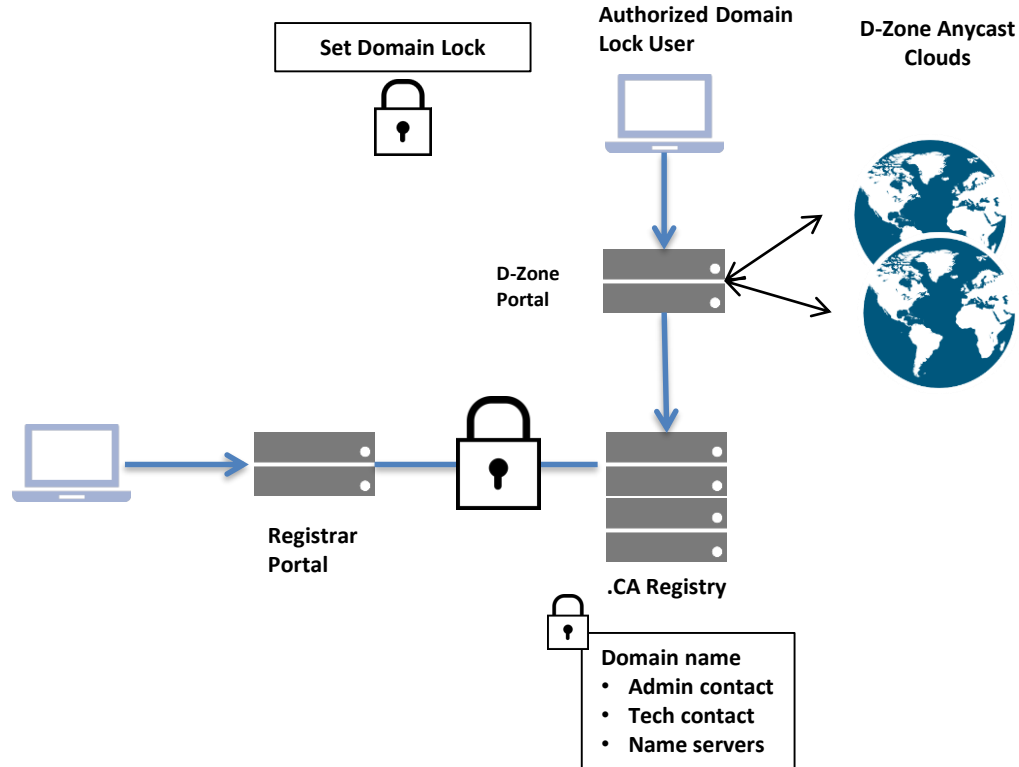 Set Domain Lock
Authorized Domain
Lock User
D-Zone Anycast
Clouds
D-Zone
Portal
Registrar
Portal
.CA Registry
Domain name
• Admin contact
• Tech contact
• Name servers